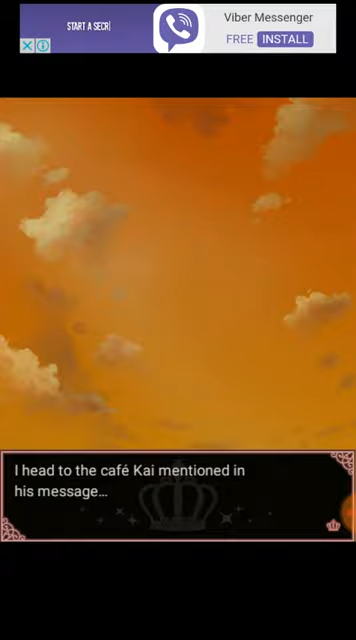 START A SECR
Viber Messenger
FREE INSTALL
I head to the café Kai mentioned in
his message...